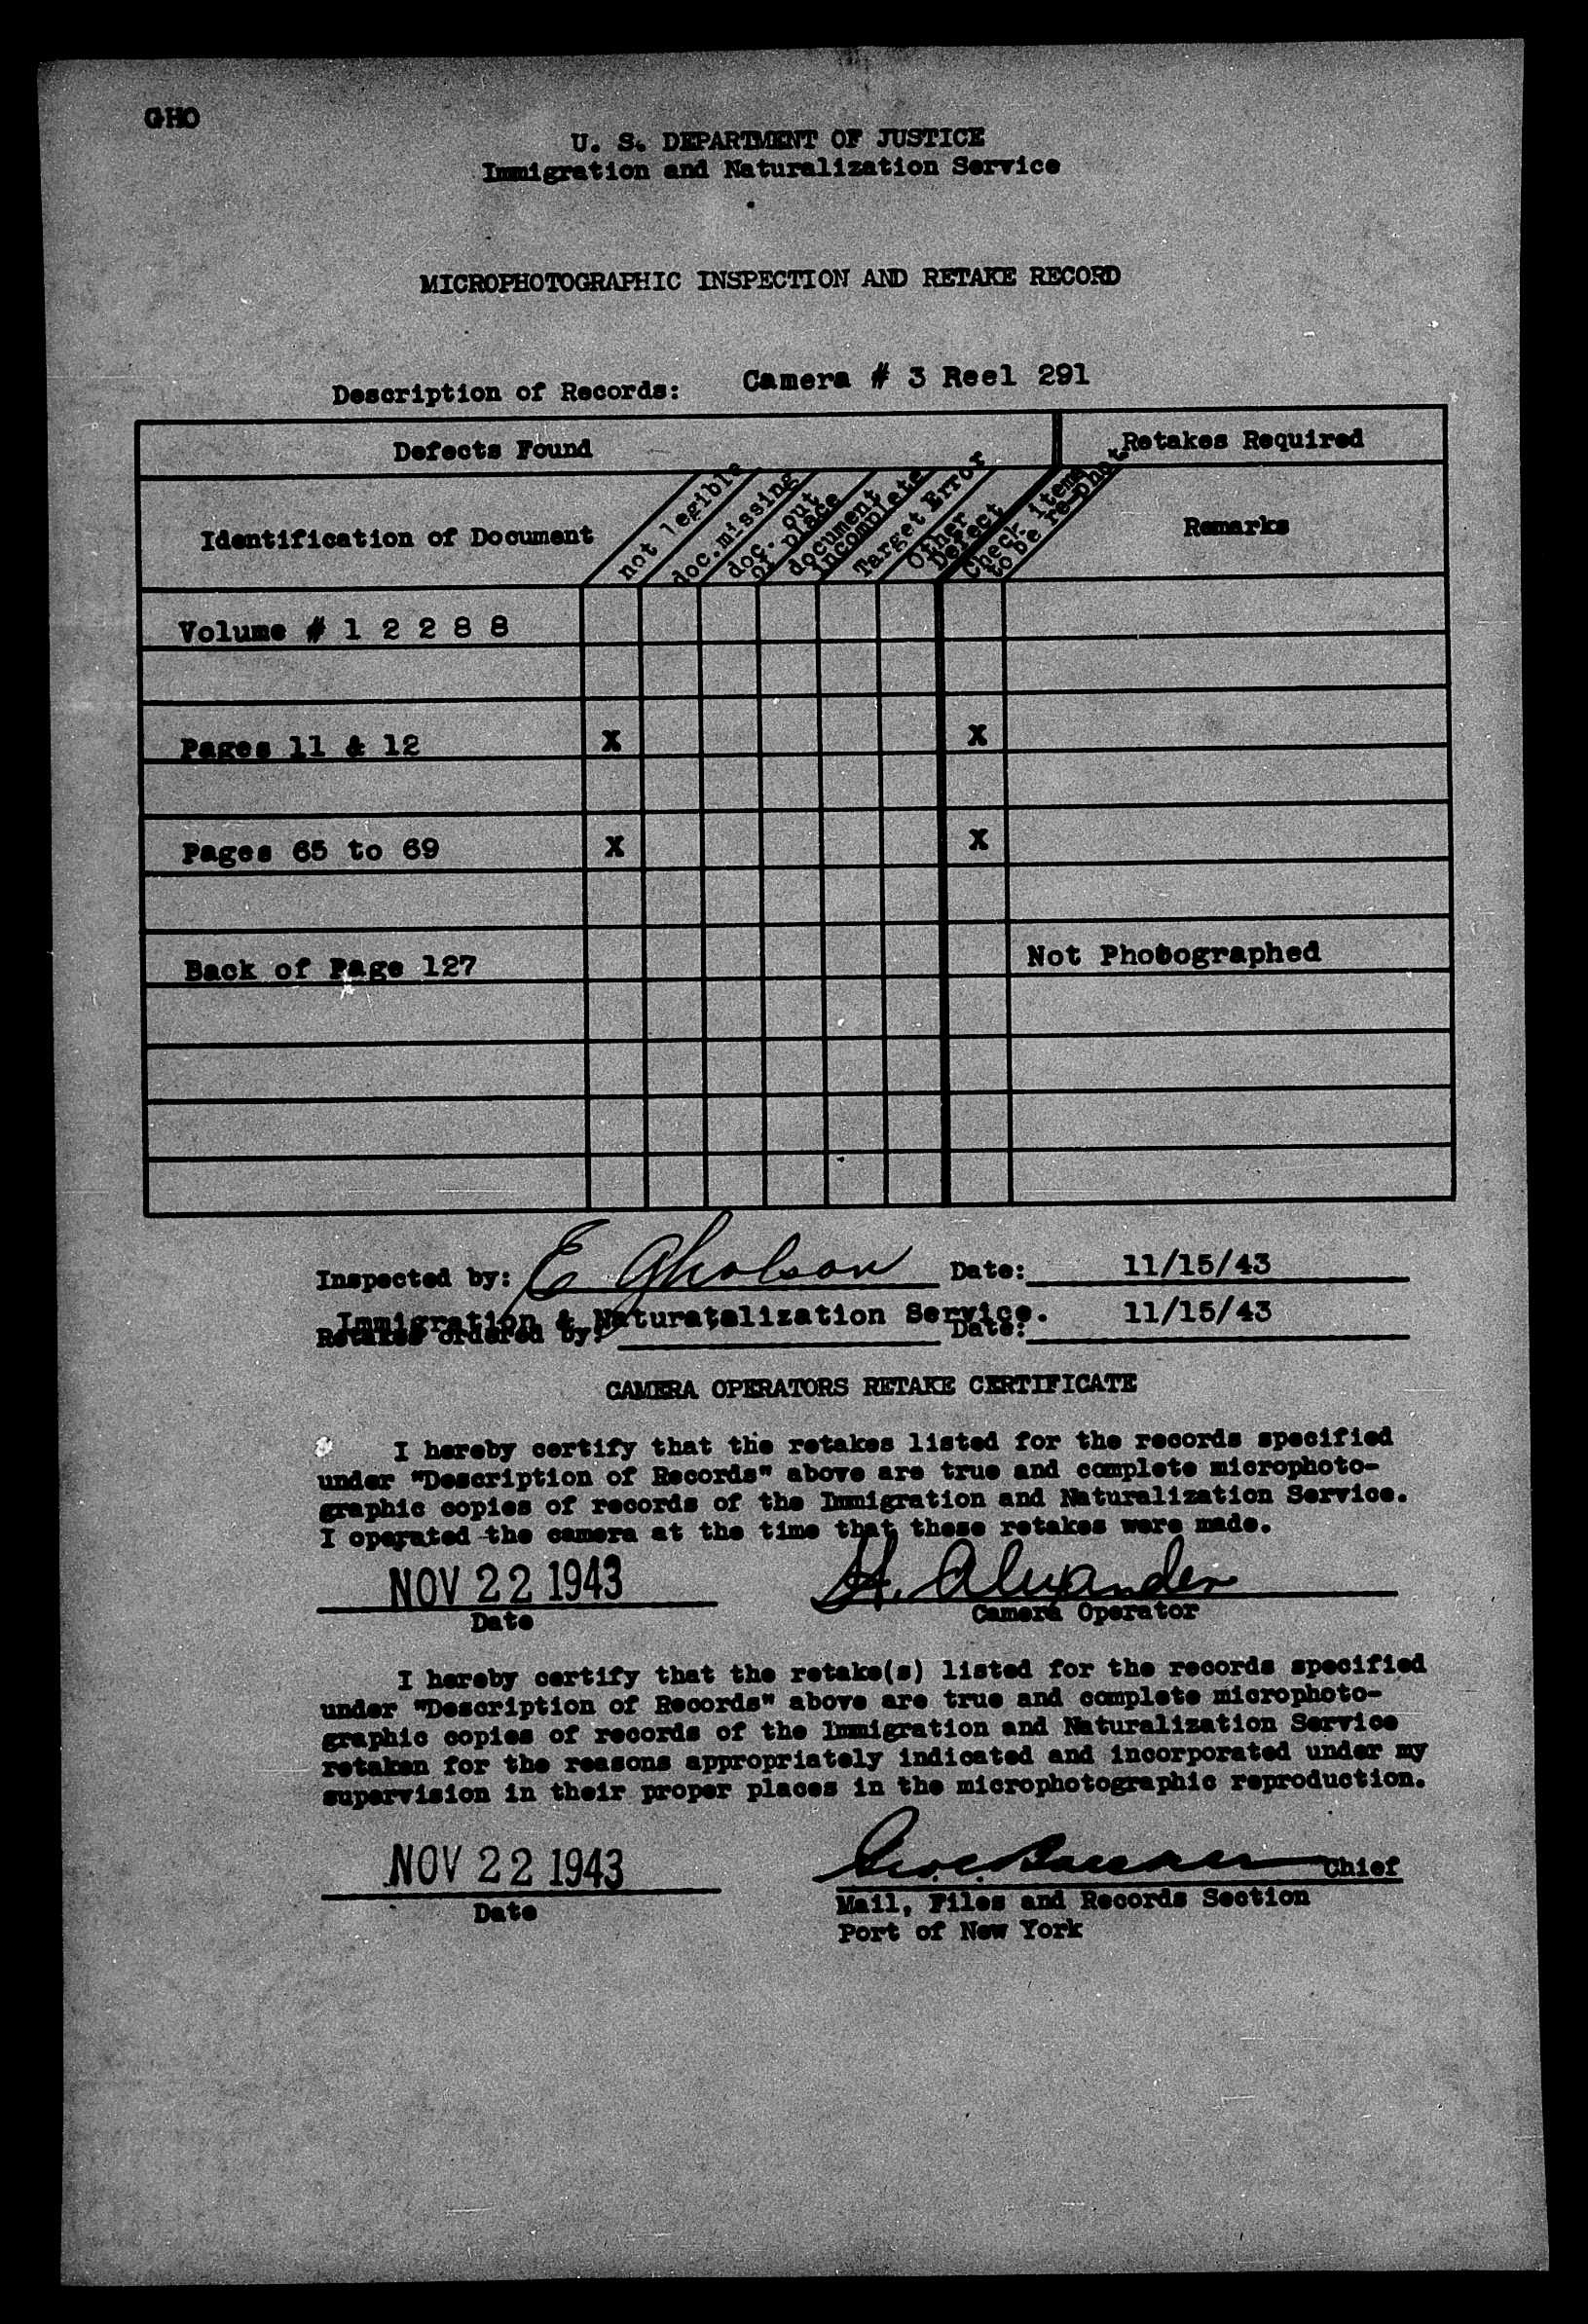 GHO
U. S. DEPARTMENT OF JUSTICE
Immigration and Naturalization Service
MICROPHOTOGRAPHIC INSPECTION AND RETAKE RECORD
Description of Records: Camera # 3 Reel 291
Defects Found
Retakes Required
Identification of Document
not legible
doc. missing
doc. out
of place
document
incomplete
Target Error
Other
Defect
Check items
to be re-phot
Remarks
Volume # 1 2 2 8 8
Pages 11 & 12 X X
Pages 65 to 69 X X
Back of Page 127 Not Photographed
Inspected by: E Gholson Date: 11/15/43
Immigration & Naturatalization Service. 11/15/43
Retakes ordered by: Date:
CAMERA OPERATORS RETAKE CERTIFICATE
I hereby certify that the retakes listed for the records specified
under "Description of Records" above are true and complete microphoto-
graphic copies of records of the Immigration and Naturalization Service.
I operated the camera at the time that these retakes were made.
NOV 22 1943 H. Alexander
Date Camera Operator
I hereby certify that the retake(s) listed for the records specified
under "Description of Records" above are true and complete microphoto-
graphic copies of records of the Immigration and Naturalization Service
retaken for the reasons appropriately indicated and incorporated under my
supervision in their proper places in the microphotographic reproduction.
NOV 22 1943 Chief
Date Mail, Files and Records Section
Port of New York